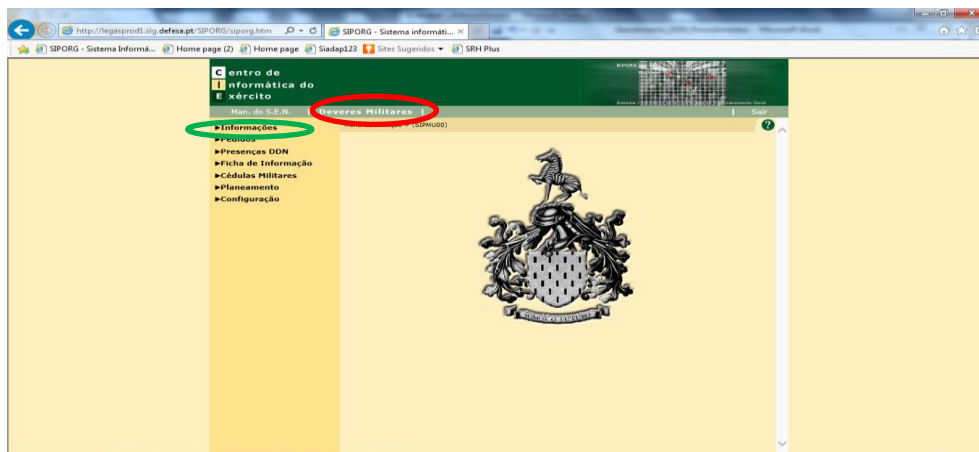 http://legasprod1.sig.defesa.pt/SIPORG/siporg.htm
SIPORG - Sistema informáti...
SIPORG - Sistema Informá...
Home page (2)
Home page
Siadap123
Sites Sugeridos
SRH Plus
Centro de
Informática do
Exército
SIPORG
Man. do S.E.N. | Deveres Militares |
| Sair
(SIPMU00)
►Informações
►Pedidos
►Presenças DDN
►Ficha de Informação
►Cédulas Militares
►Planeamento
►Configuração